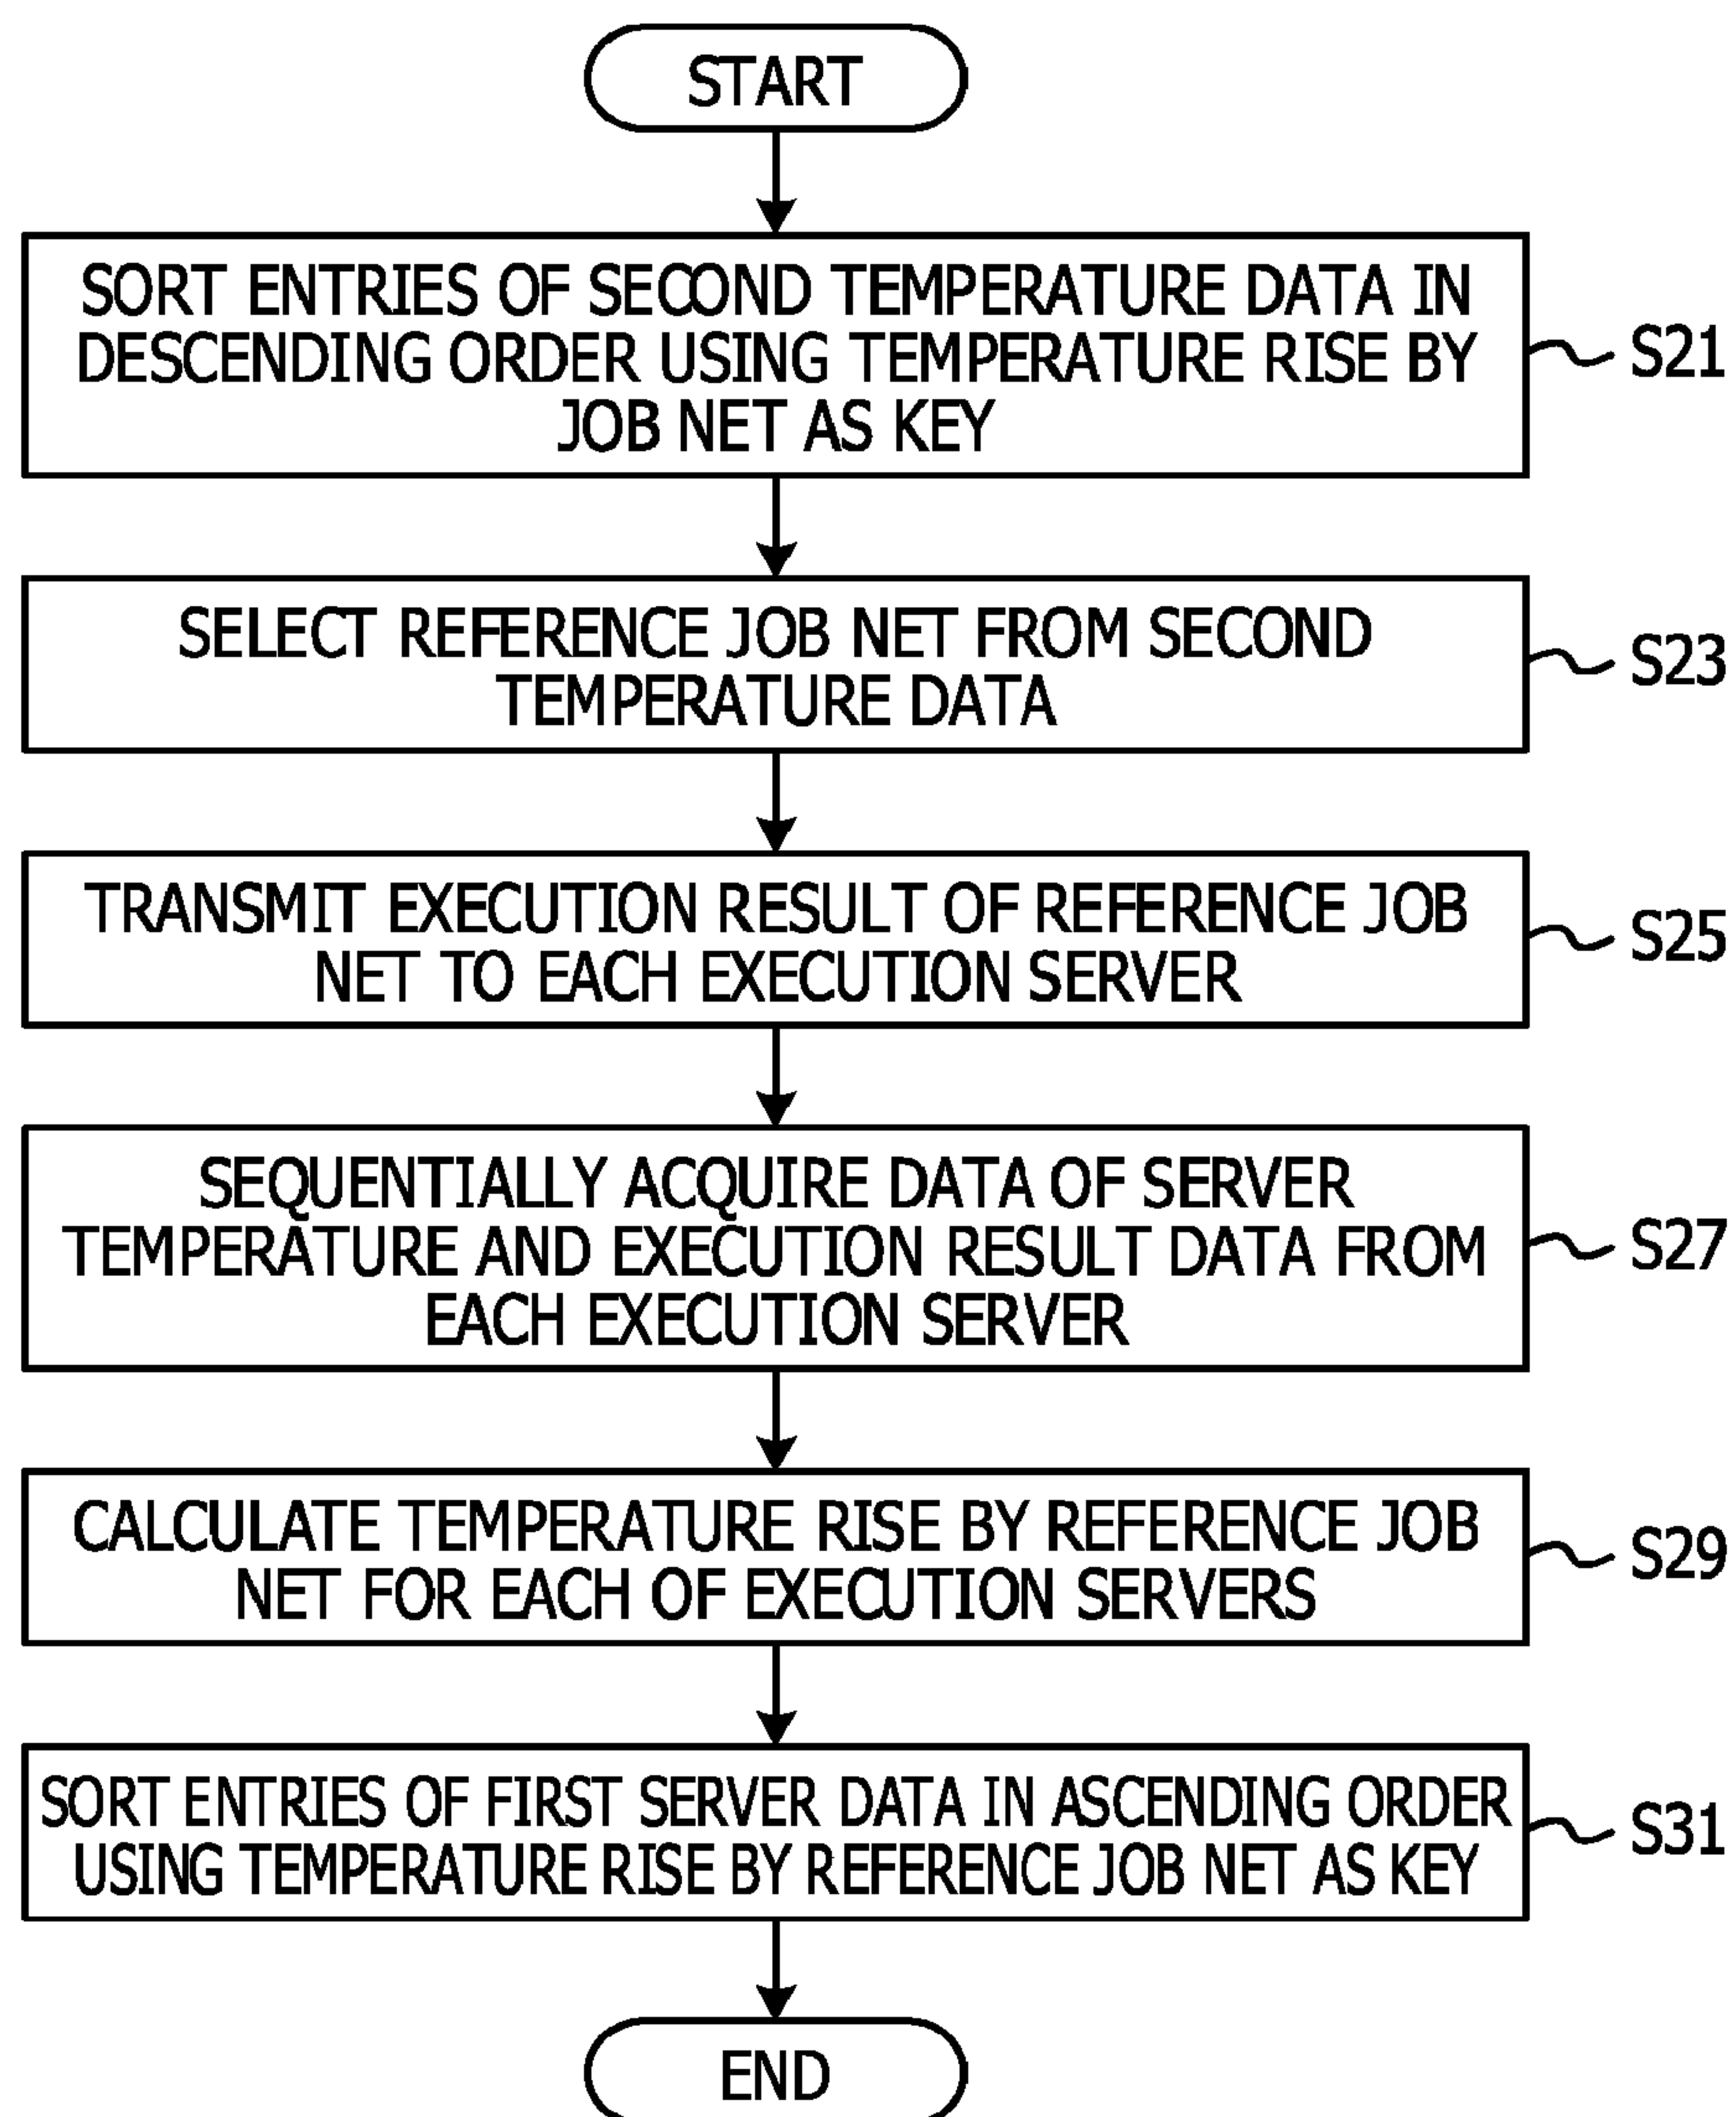 START
SORT ENTRIES OF SECOND TEMPERATURE DATA IN
DESCENDING ORDER USING TEMPERATURE RISE BY
JOB NET AS KEY
S21
SELECT REFERENCE JOB NET FROM SECOND
TEMPERATURE DATA
S23
TRANSMIT EXECUTION RESULT OF REFERENCE JOB
NET TO EACH EXECUTION SERVER
S25
SEQUENTIALLY ACQUIRE DATA OF SERVER
TEMPERATURE AND EXECUTION RESULT DATA FROM
EACH EXECUTION SERVER
S27
CALCULATE TEMPERATURE RISE BY REFERENCE JOB
NET FOR EACH OF EXECUTION SERVERS
S29
SORT ENTRIES OF FIRST SERVER DATA IN ASCENDING ORDER
USING TEMPERATURE RISE BY REFERENCE JOB NET AS KEY
S31
END